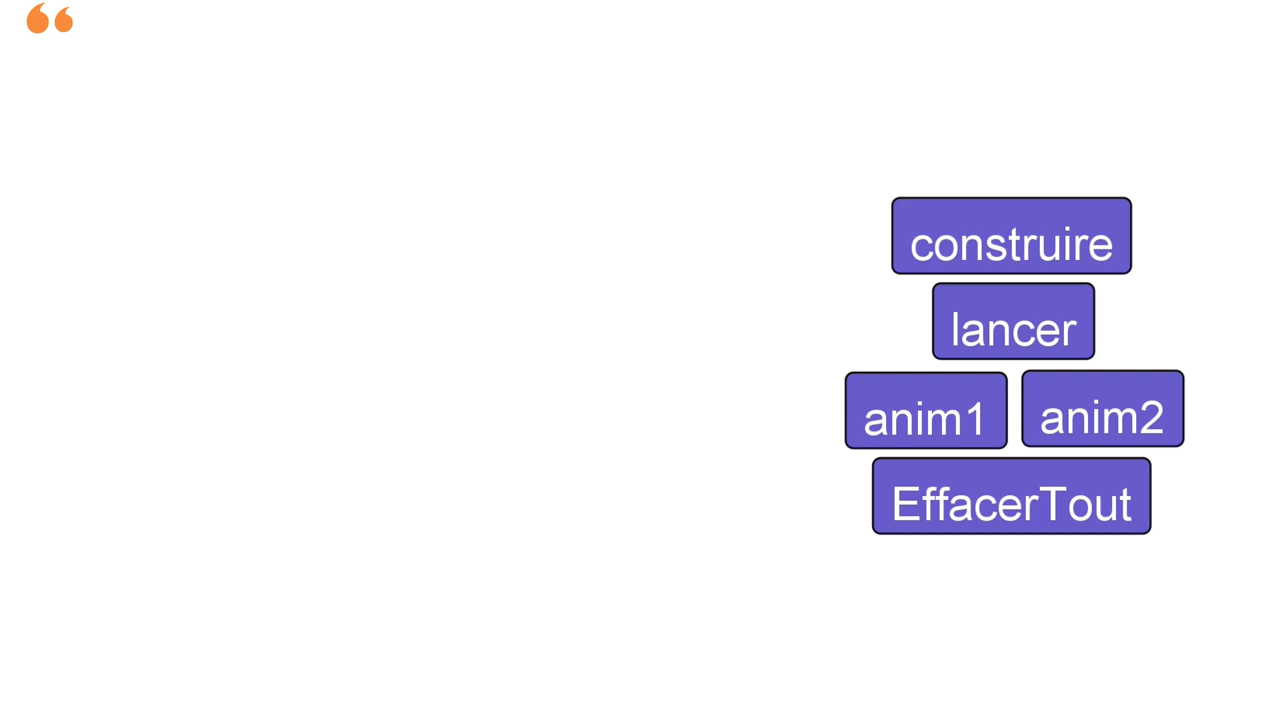 “
construire
lancer
anim1 anim2
EffacerTout